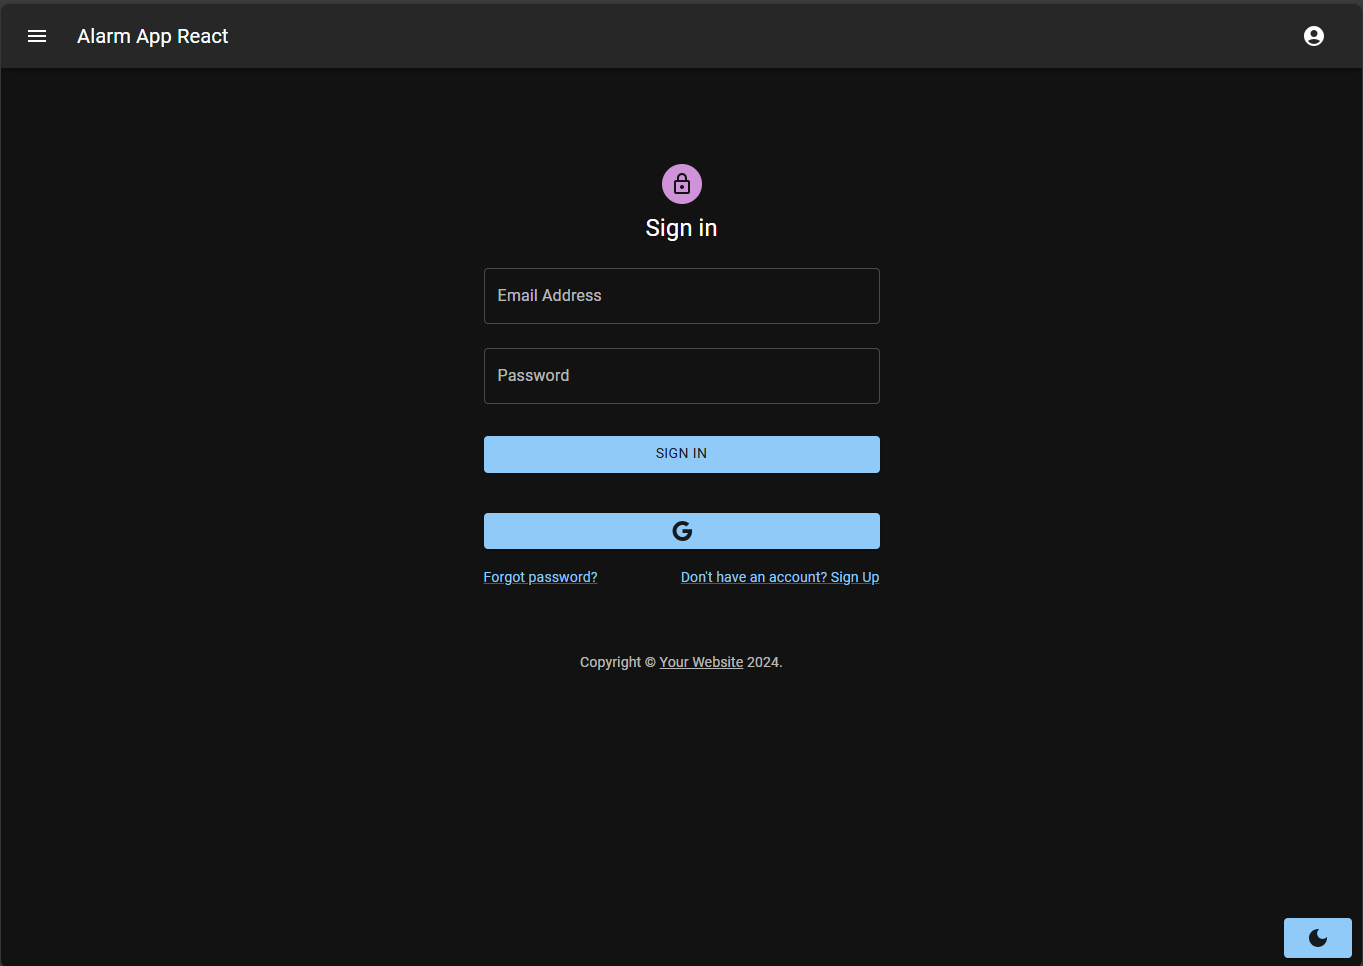 Alarm App React
Sign in
Email Address
Password
SIGN IN
G
Forgot password? Don't have an account? Sign Up
Copyright © Your Website 2024.